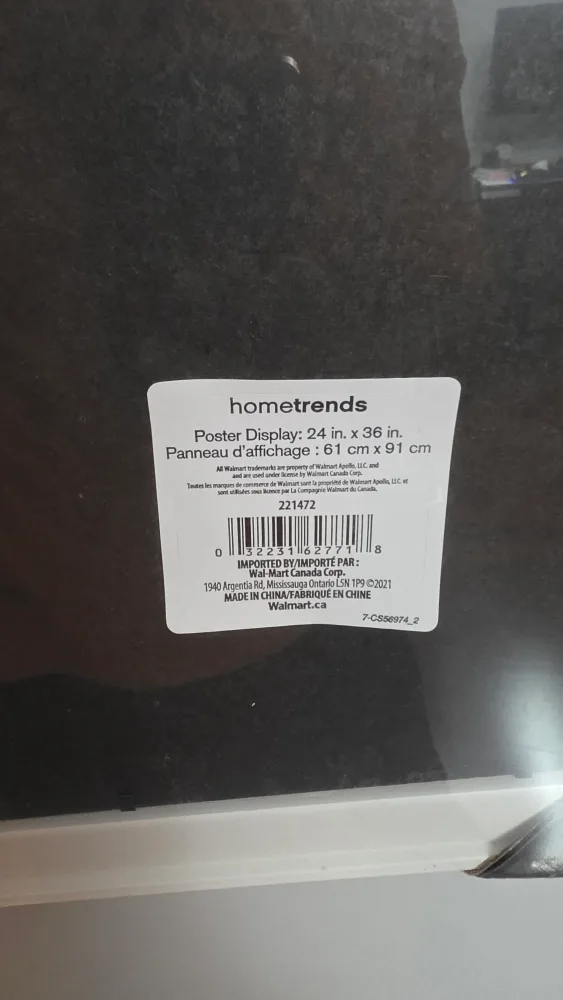 hometrends
Poster Display: 24 in. x 36 in.
Panneau d'affichage : 61 cm x 91 cm
All Walmart trademarks are property of Walmart Apollo, LLC and
and are used under license by Walmart Canada Corp.
Toutes les marques de commerce de Walmart sont la propriété de Walmart Apollo, LLC et
sont utilisées sous licence par La Compagnie Walmart du Canada.
221472
0 32231 62771 8
IMPORTED BY/IMPORTÉ PAR :
Wal-Mart Canada Corp.
1940 Argentia Rd, Mississauga Ontario L5N 1P9 ©2021
MADE IN CHINA/FABRIQUÉ EN CHINE
Walmart.ca
7-CS56974_2